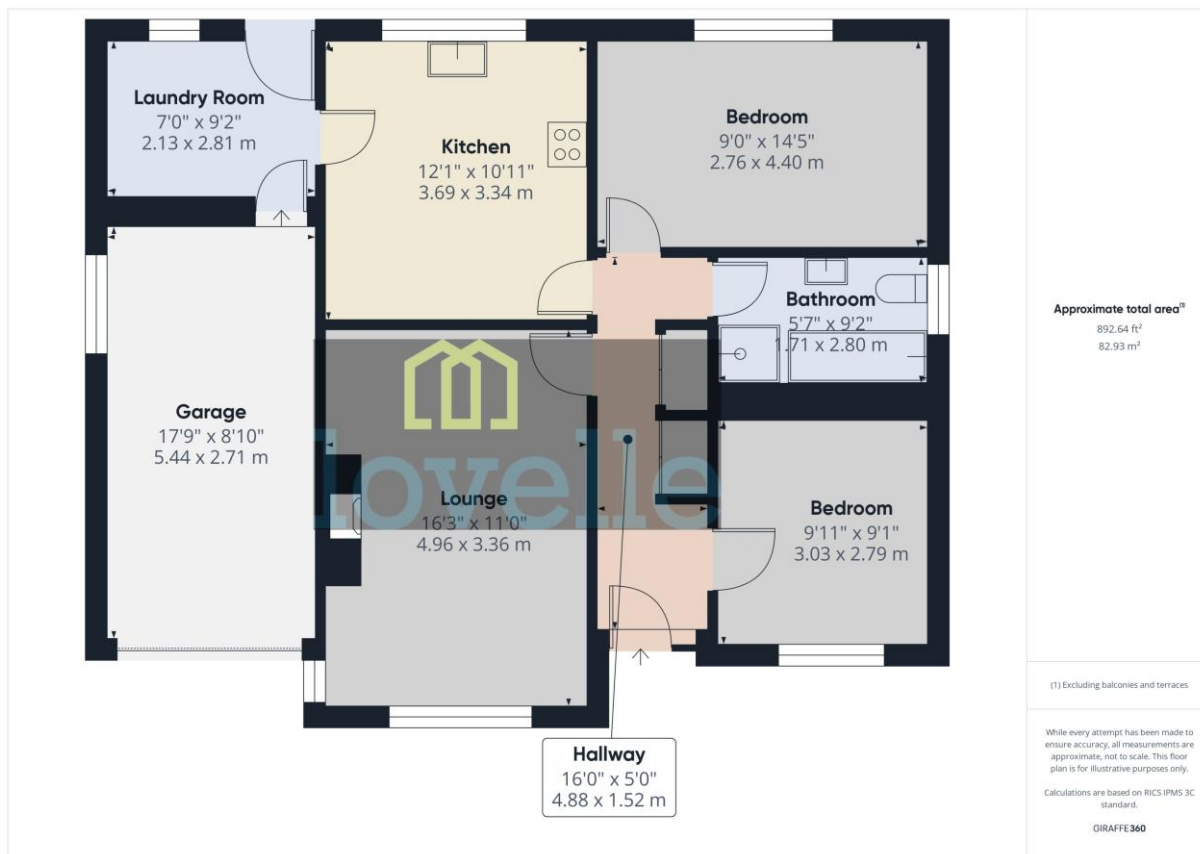 Laundry Room
7'0" x 9'2"
2.13 x 2.81 m
Kitchen
12'1" x 10'11"
3.69 x 3.34 m
Bedroom
9'0" x 14'5"
2.76 x 4.40 m
Bathroom
5'7" x 9'2"
1.71 x 2.80 m
Garage
17'9" x 8'10"
5.44 x 2.71 m
lovelle
Lounge
16'3" x 11'0"
4.96 x 3.36 m
Bedroom
9'11" x 9'1"
3.03 x 2.79 m
Hallway
16'0" x 5'0"
4.88 x 1.52 m
Approximate total area(1)
892.64 ft²
82.93 m²
(1) Excluding balconies and terraces
While every attempt has been made to
ensure accuracy, all measurements are
approximate, not to scale. This floor
plan is for illustrative purposes only.
Calculations are based on RICS IPMS 3C
standard.
GIRAFFE360